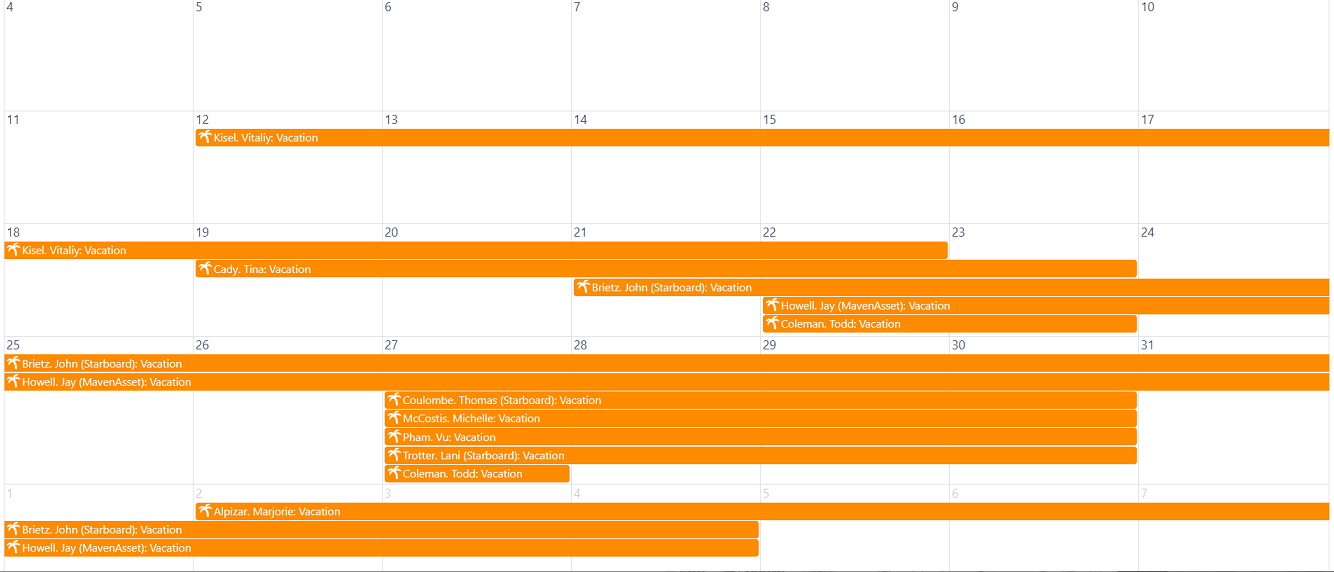 4 5 6 7 8 9 10
11 12 13 14 15 16 17
Kisel. Vitaliy: Vacation
18 19 20 21 22 23 24
Kisel. Vitaliy: Vacation
Cady. Tina: Vacation
Brietz. John (Starboard): Vacation
Howell. Jay (MavenAsset): Vacation
Coleman. Todd: Vacation
25 26 27 28 29 30 31
Brietz. John (Starboard): Vacation
Howell. Jay (MavenAsset): Vacation
Coulombe. Thomas (Starboard): Vacation
McCostis. Michelle: Vacation
Pham. Vu: Vacation
Trotter. Lani (Starboard): Vacation
Coleman. Todd: Vacation
1 2 3 4 5 6 7
Alpizar. Marjorie: Vacation
Brietz. John (Starboard): Vacation
Howell. Jay (MavenAsset): Vacation